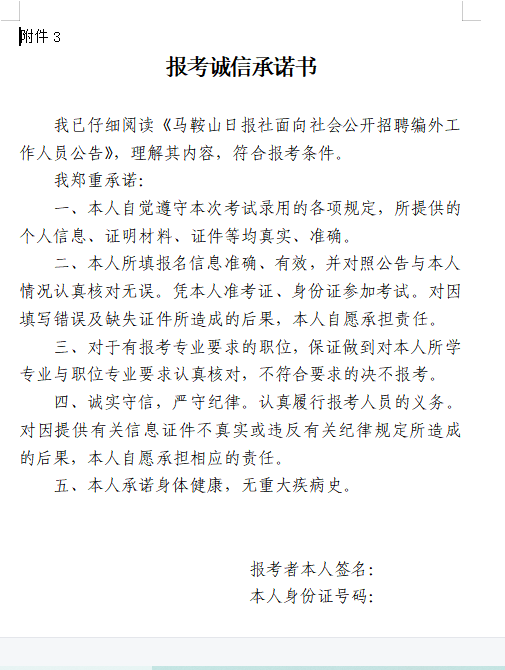 附件 3
报考诚信承诺书
我已仔细阅读《马鞍山日报社面向社会公开招聘编外工
作人员公告》，理解其内容，符合报考条件。
我郑重承诺：
一、本人自觉遵守本次考试录用的各项规定，所提供的
个人信息、证明材料、证件等均真实、准确。
二、本人所填报名信息准确、有效，并对照公告与本人
情况认真核对无误。凭本人准考证、身份证参加考试。对因
填写错误及缺失证件所造成的后果，本人自愿承担责任。
三、对于有报考专业要求的职位，保证做到对本人所学
专业与职位专业要求认真核对，不符合要求的决不报考。
四、诚实守信，严守纪律。认真履行报考人员的义务。
对因提供有关信息证件不真实或违反有关纪律规定所造成
的后果，本人自愿承担相应的责任。
五、本人承诺身体健康，无重大疾病史。
报考者本人签名：
本人身份证号码：